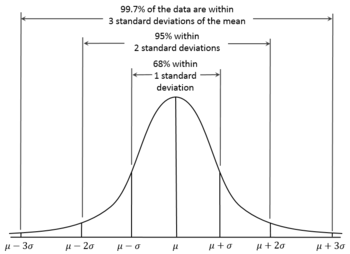 99.7% of the data are within
3 standard deviations of the mean
95% within
2 standard deviations
68% within
1 standard
deviation
μ − 3σ μ − 2σ μ − σ μ μ + σ μ + 2σ μ + 3σ